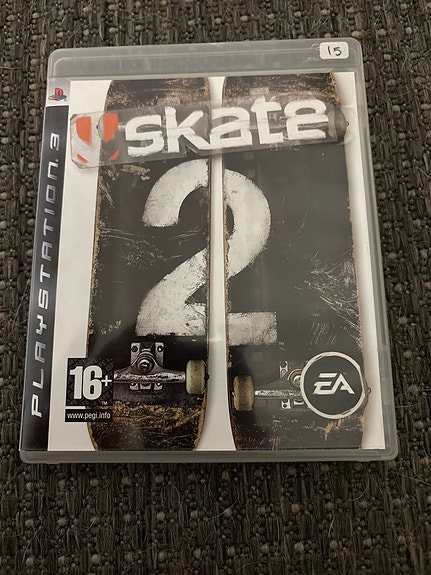 15
PLAYSTATION 3
skate
2
16+
www.pegi.info
EA